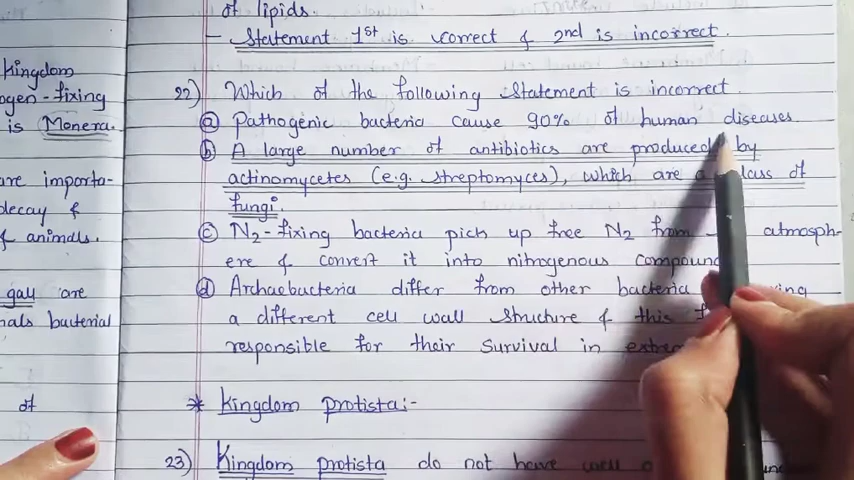 Kingdom
ogen-fixing
is Monera.
are importa-
decay &
f animals.
gall are
nals bacterial
of
of lipids.
- Statement 1st is correct & 2nd is incorrect.
22) Which of the following statement is incorrect
(a) Pathogenic bacteria cause 90% of human diseases.
(b) A large number of antibiotics are produced by
actinomycetes (e.g. streptomyces), which are a class of
fungi.
(c) N2-fixing bacteria pick up free N2 from atmosph-
ere & convert it into nitrogenous compound
(d) Archaebacteria differ from other bacteria
a different cell wall structure & this
responsible for their survival in
* Kingdom protista:-
23) Kingdom protista do not have well